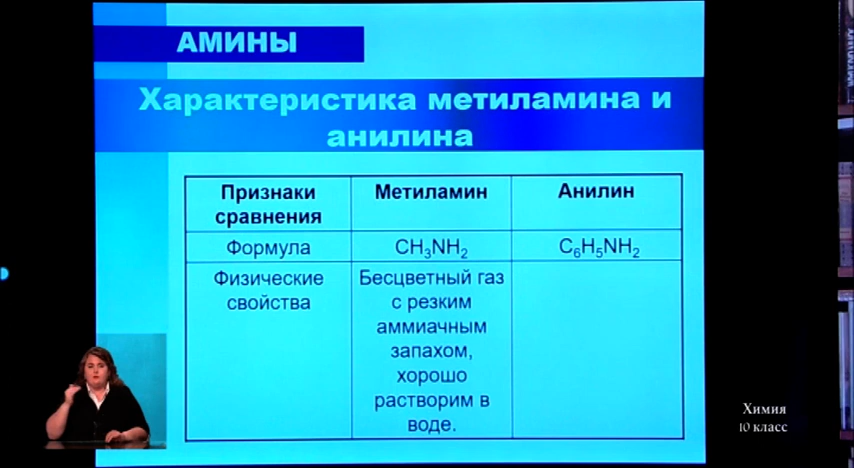 АМИНЫ
Характеристика метиламина и
анилина
Признаки
сравнения
Метиламин
Анилин
Формула
CH₃NH₂
C₆H₅NH₂
Физические
свойства
Бесцветный газ
с резким
аммиачным
запахом,
хорошо
растворим в
воде.
Химия
10 класс